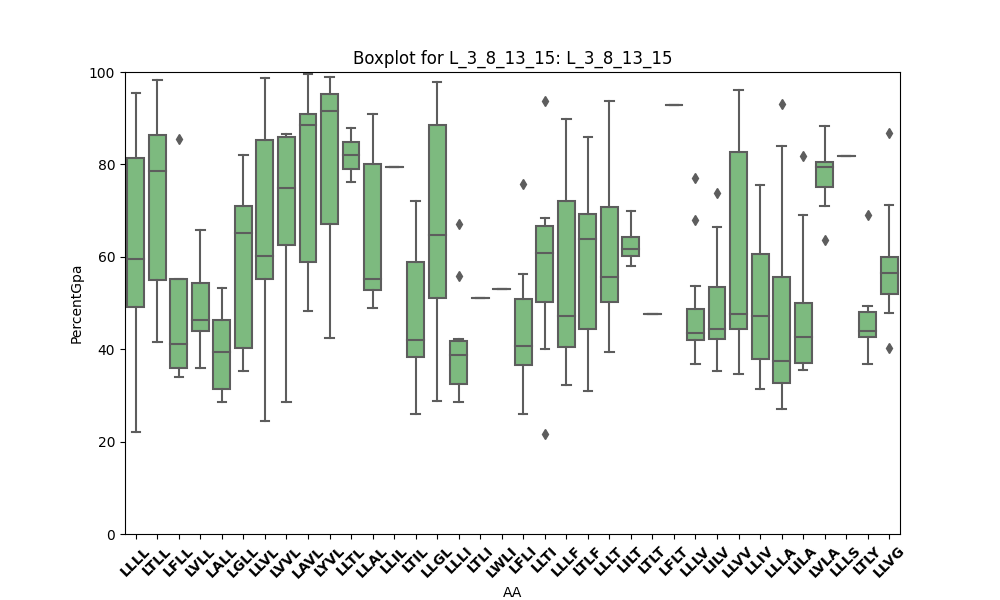 Boxplot for L_3_8_13_15: L_3_8_13_15
100
80
60
40
20
0
PercentGpa
LLLL LTLL LFLL LVLL LALL LGLL LLVL LVVL LAVL LYVL LLTL LLAL LLIL LTIL LLGL LLLI LTLI LWLI LFLI LLTI LLLF LTLF LLLT LILT LTLT LFLT LLLV LILV LLVV LLIV LLLA LILA LVLA LLLS LTLY LLVG
AA